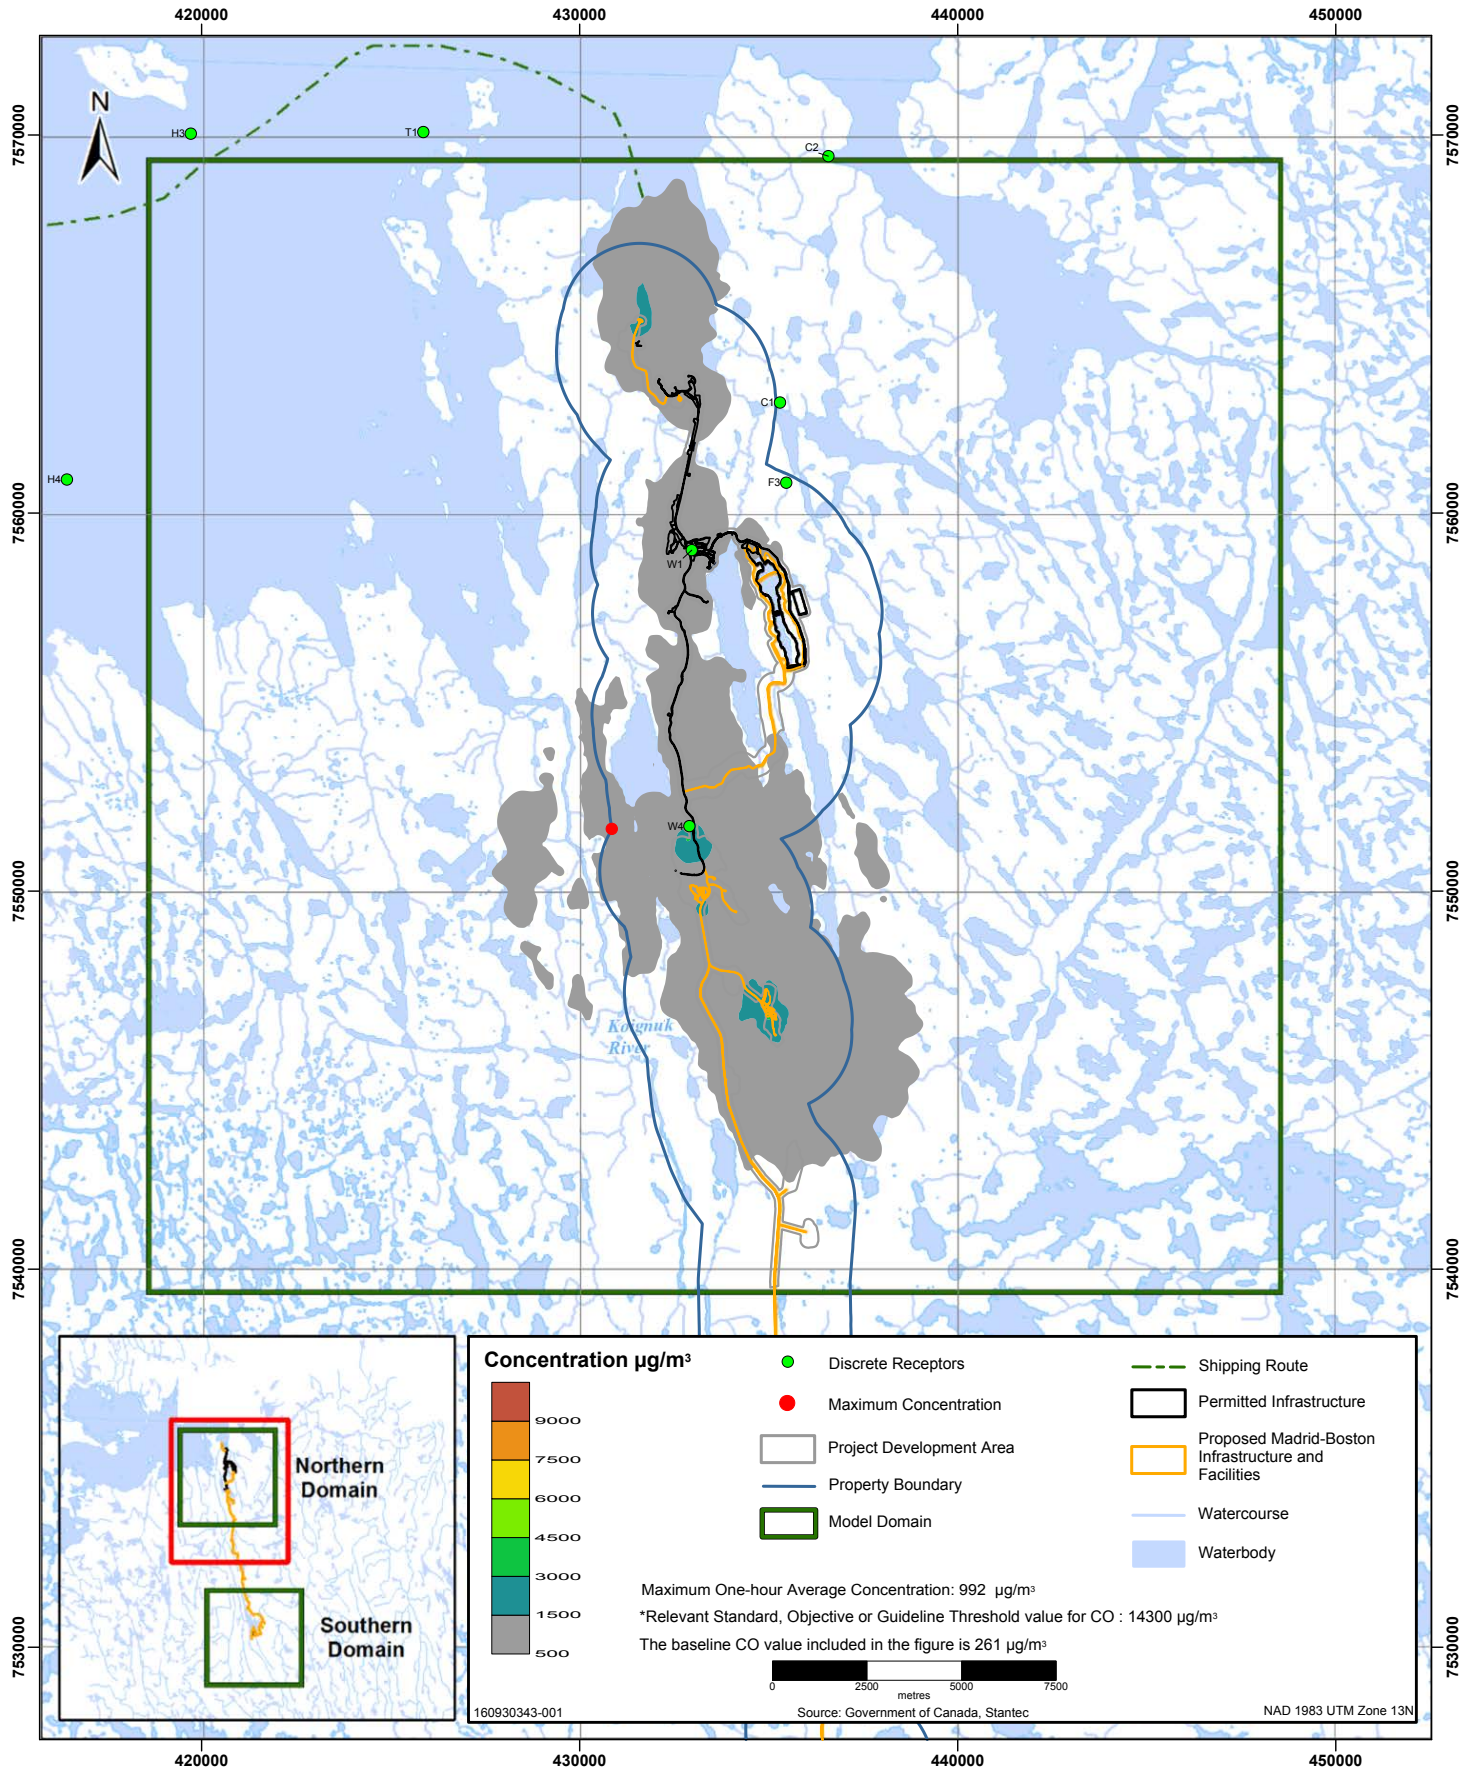 420000
430000
440000
450000
7570000
7570000
N
H3
T1
C2
C1
H4
F3
7560000
7560000
W1
W4
7550000
7550000
Koignuk
River
7540000
7540000
Concentration µg/m³
9000
7500
6000
4500
3000
1500
500
Discrete Receptors
Maximum Concentration
Project Development Area
Property Boundary
Model Domain
Shipping Route
Permitted Infrastructure
Proposed Madrid-Boston
Infrastructure and
Facilities
Watercourse
Waterbody
Northern
Domain
Southern
Domain
Maximum One-hour Average Concentration: 992 µg/m³
*Relevant Standard, Objective or Guideline Threshold value for CO : 14300 µg/m³
The baseline CO value included in the figure is 261 µg/m³
0
2500
5000
7500
metres
160930343-001
Source: Government of Canada, Stantec
NAD 1983 UTM Zone 13N
7530000
7530000
420000
430000
440000
450000